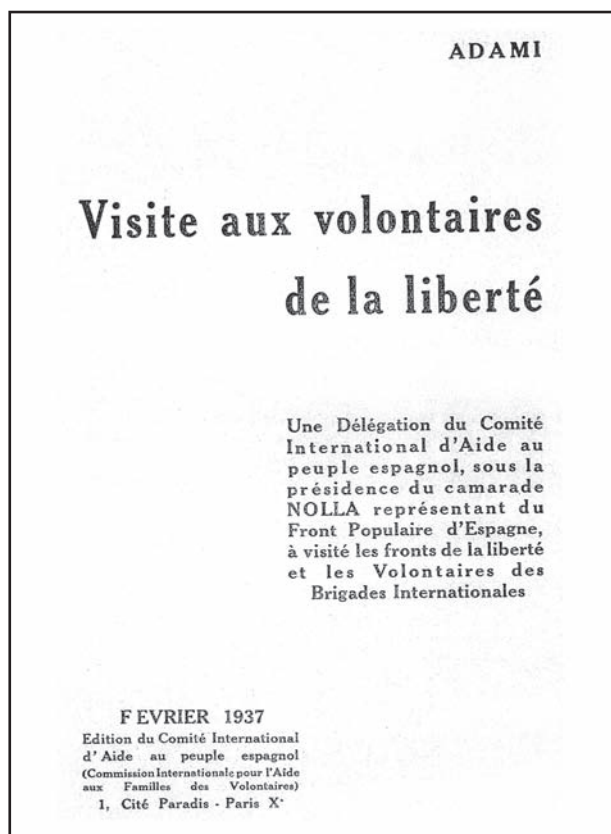 ADAMI
Visite aux volontaires
de la liberté
Une Délégation du Comité
International d'Aide au
peuple espagnol, sous la
présidence du camarade
NOLLA représentant du
Front Populaire d'Espagne,
à visité les fronts de la liberté
et les Volontaires des
Brigades Internationales
FEVRIER 1937
Edition du Comité International
d'Aide au peuple espagnol
(Commission Internationale pour l'Aide
aux Familles des Volontaires)
1, Cité Paradis - Paris X°